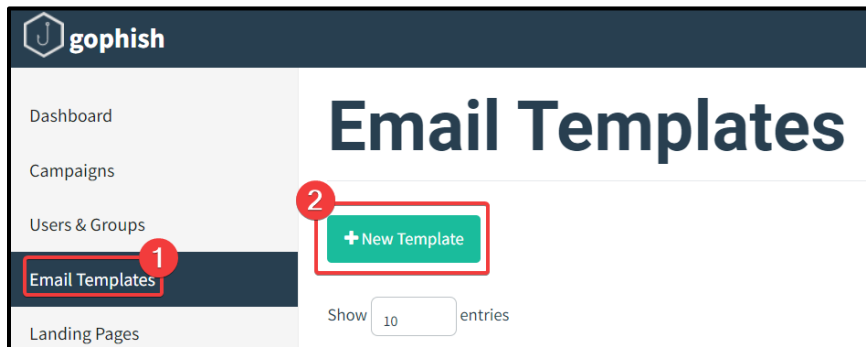 gophish
Dashboard
Campaigns
Users & Groups
1
Email Templates
Landing Pages
Email Templates
2
+ New Template
Show 10 entries